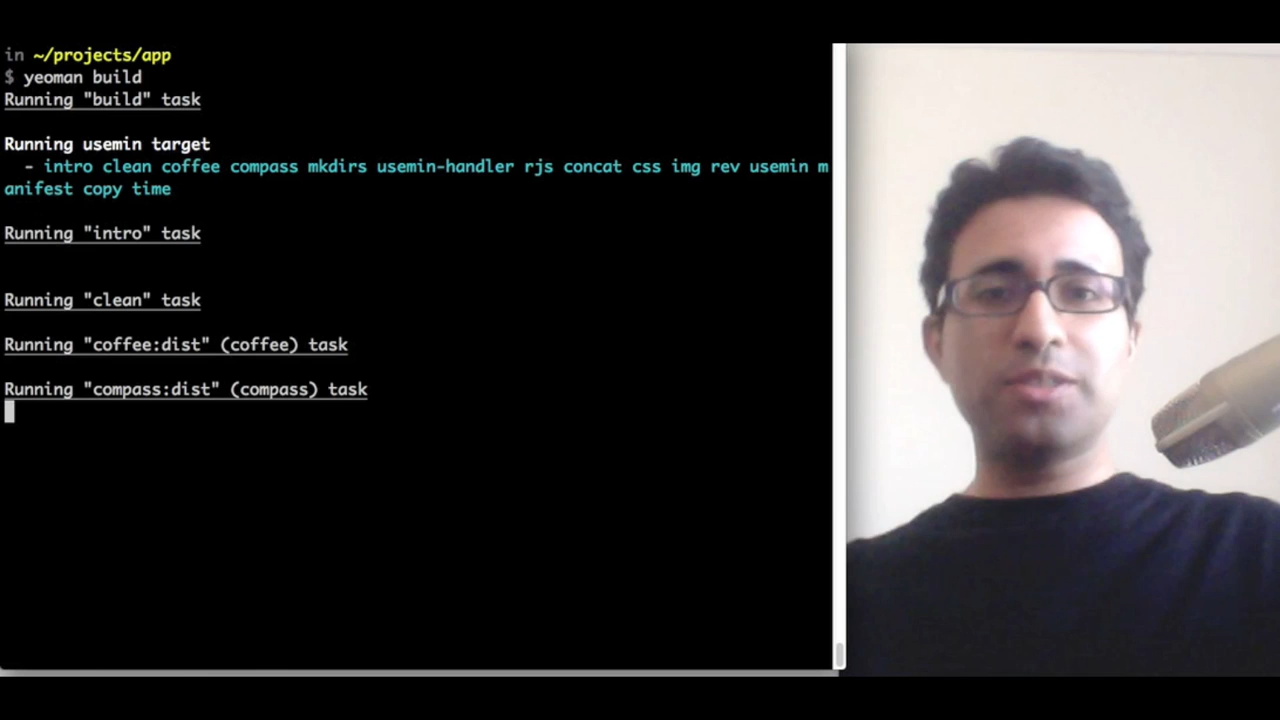 in ~/projects/app
$ yeoman build
Running "build" task
Running usemin target
- intro clean coffee compass mkdirs usemin-handler rjs concat css img rev usemin m
anifest copy time
Running "intro" task
Running "clean" task
Running "coffee:dist" (coffee) task
Running "compass:dist" (compass) task